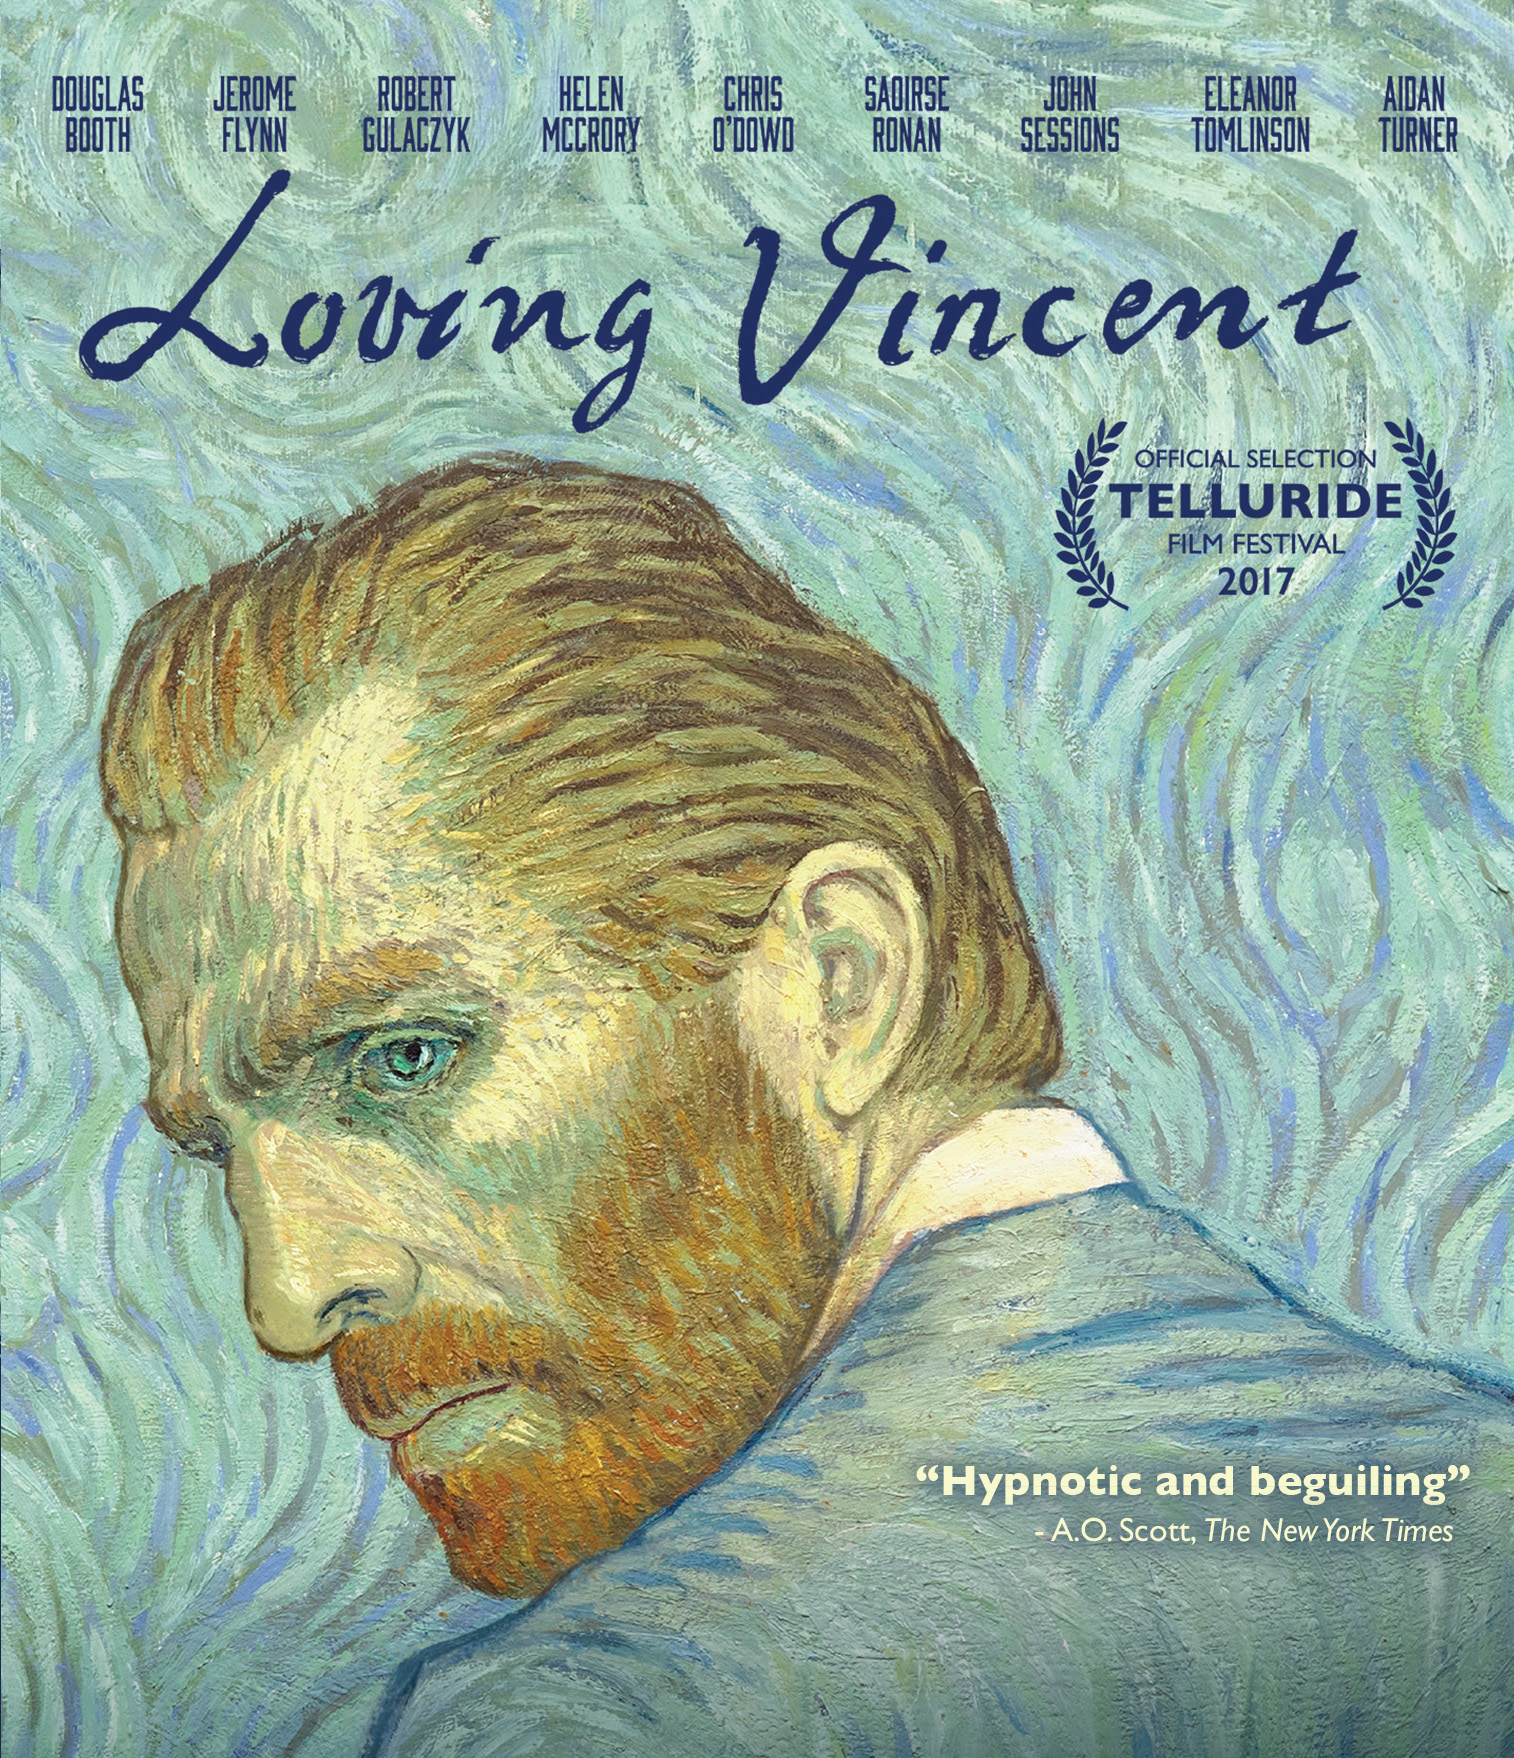 DOUGLAS BOOTH
JEROME FLYNN
ROBERT GULACZYK
HELEN MCCRORY
CHRIS O'DOWD
SAOIRSE RONAN
JOHN SESSIONS
ELEANOR TOMLINSON
AIDAN TURNER
Loving Vincent
OFFICIAL SELECTION
TELLURIDE
FILM FESTIVAL
2017
“Hypnotic and beguiling”
- A.O. Scott, The New York Times